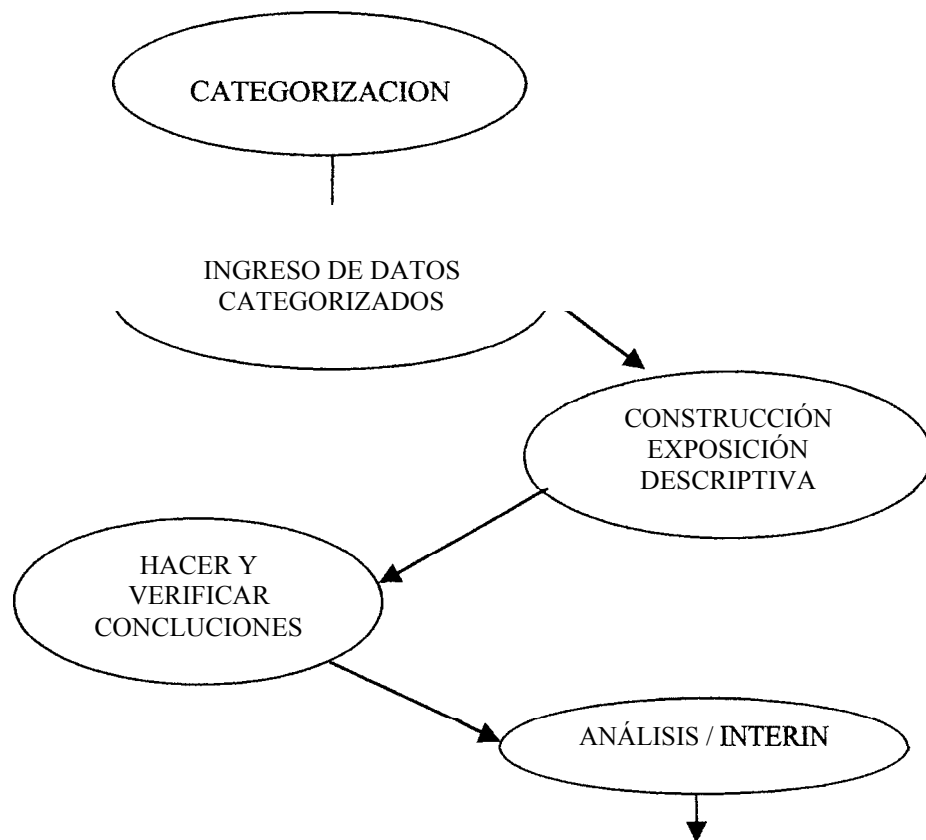 CATEGORIZACION
INGRESO DE DATOS
CATEGORIZADOS
CONSTRUCCIÓN
EXPOSICIÓN
DESCRIPTIVA
HACER Y
VERIFICAR
CONCLUCIONES
ANÁLISIS / INTERIN